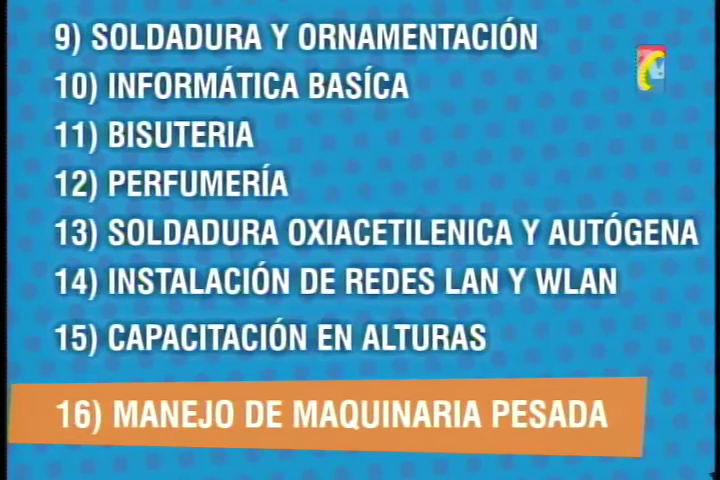 9) SOLDADURA Y ORNAMENTACIÓN
10) INFORMÁTICA BASÍCA
11) BISUTERIA
12) PERFUMERÍA
13) SOLDADURA OXIACETILENICA Y AUTÓGENA
14) INSTALACIÓN DE REDES LAN Y WLAN
15) CAPACITACIÓN EN ALTURAS
16) MANEJO DE MAQUINARIA PESADA